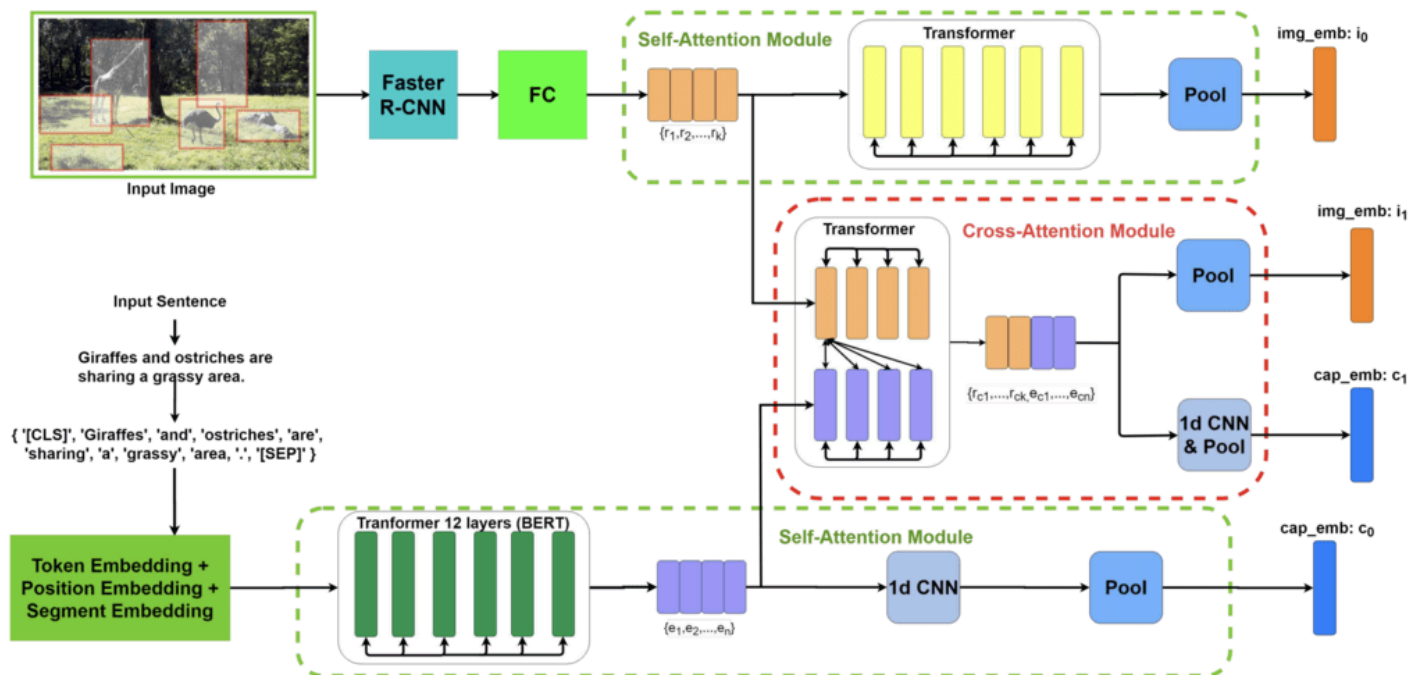 Input Image
Faster
R-CNN
FC
Self-Attention Module
{r1,r2,...,rk}
Transformer
Pool
img_emb: i0
Transformer
Cross-Attention Module
{rc1,...,rck,ec1,...,ecn}
Pool
img_emb: i1
1d CNN
& Pool
cap_emb: c1
Input Sentence
Giraffes and ostriches are
sharing a grassy area.
{ '[CLS]', 'Giraffes', 'and', 'ostriches', 'are',
'sharing', 'a', 'grassy', 'area, '.', '[SEP]' }
Token Embedding +
Position Embedding +
Segment Embedding
Tranformer 12 layers (BERT)
{e1,e2,...,en}
Self-Attention Module
1d CNN
Pool
cap_emb: c0